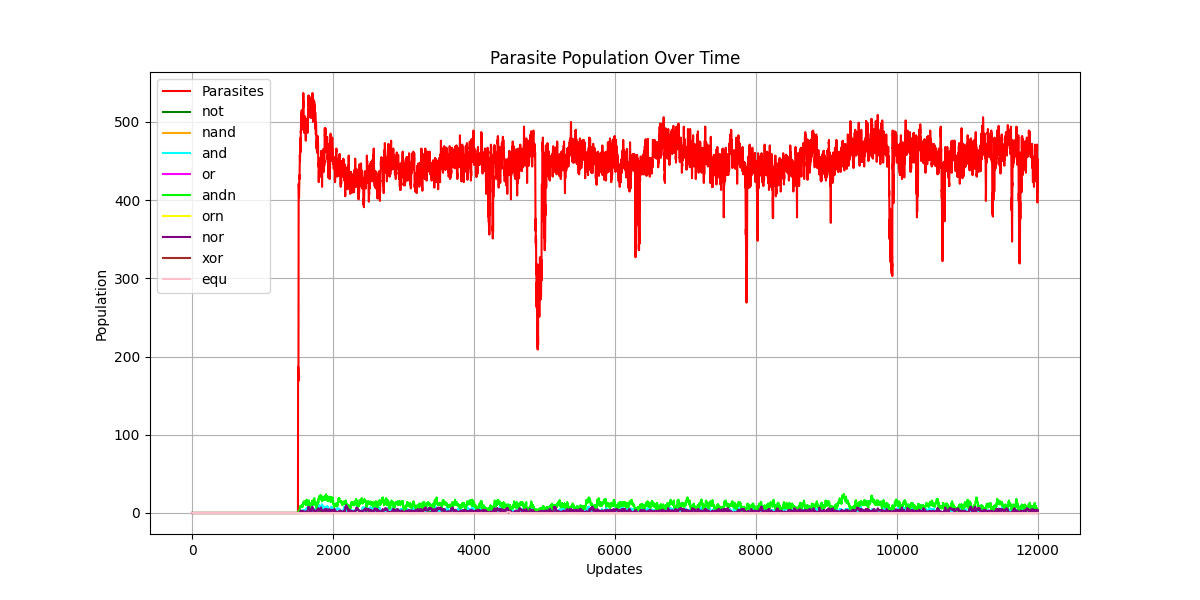 Parasite Population Over Time
Parasites
not
nand
and
or
andn
orn
nor
xor
equ
Population
500
400
300
200
100
0
0 2000 4000 6000 8000 10000 12000
Updates